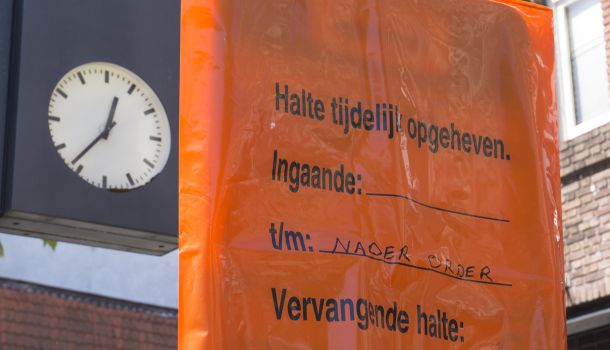 Halte tijdelijk opgeheven.
Ingaande:
t/m: NADER ORDER
Vervangende halte: